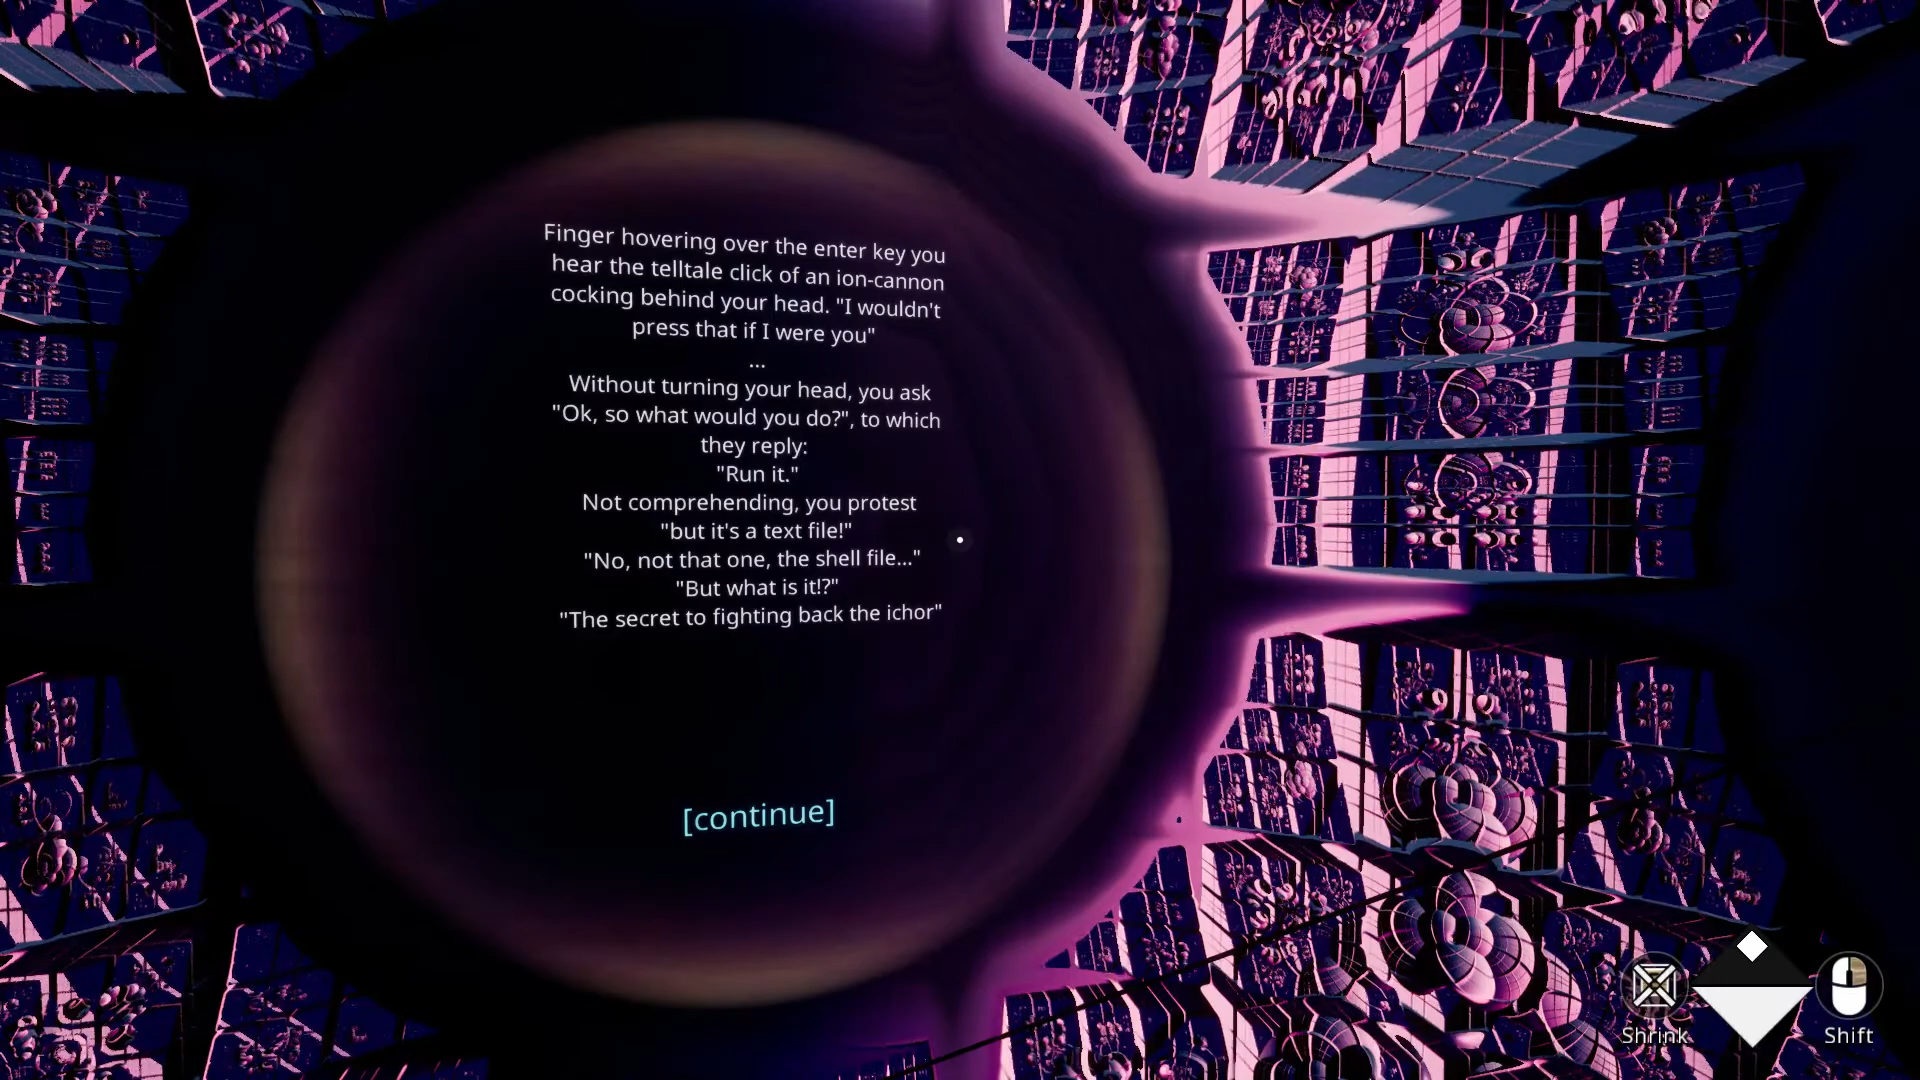 Finger hovering over the enter key you
hear the telltale click of an ion-cannon
cocking behind your head. "I wouldn't
press that if I were you"
...
Without turning your head, you ask
"Ok, so what would you do?", to which
they reply:
"Run it."
Not comprehending, you protest
"but it's a text file!"
"No, not that one, the shell file..."
"But what is it!?"
"The secret to fighting back the ichor"
[continue]
Shrink
Shift